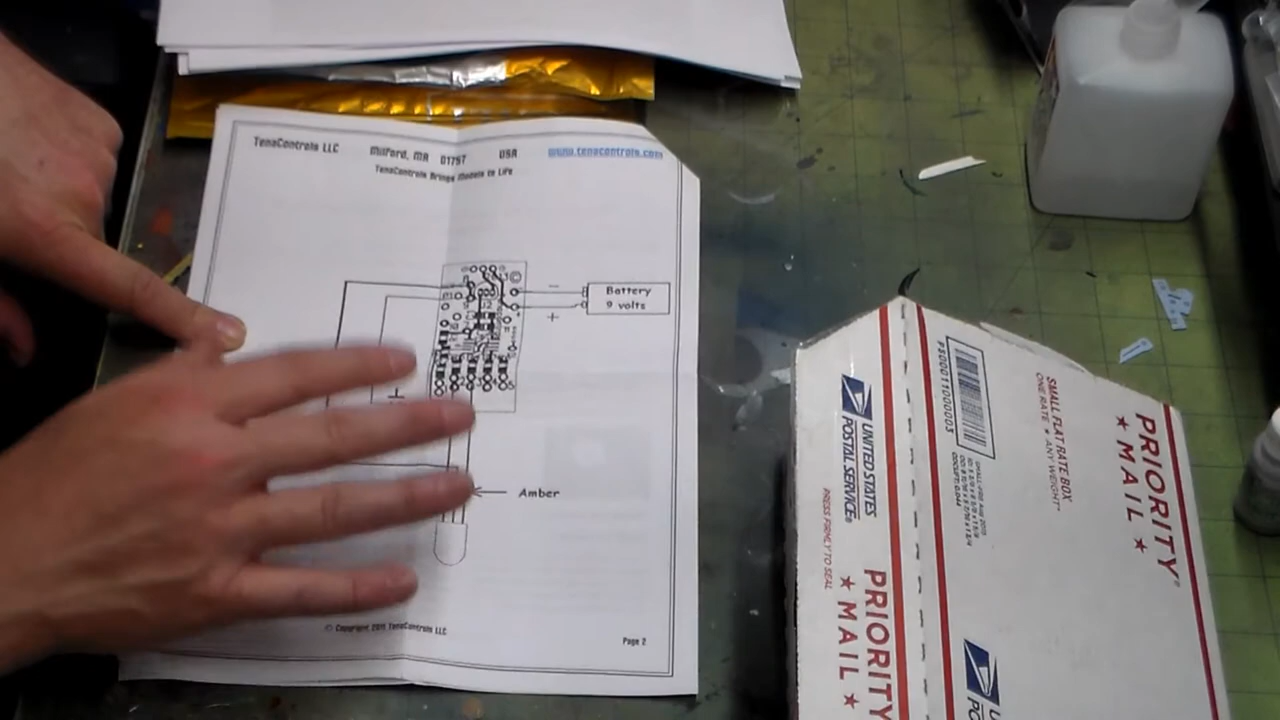 TenaControls LLC Milford, MA 01757 USA www.tenacontrols.com
TenaControls Brings Models to Life
Battery
9 volts
−
+
Amber
© Copyright 2011 TenaControls LLC
Page 2
PS00011000003
SMALL FLAT RATE BOX
ONE RATE ★ ANY WEIGHT*
PRIORITY
★ MAIL ★
UNITED STATES
POSTAL SERVICE®
PRESS FIRMLY TO SEAL
PRIORITY
★ MAIL ★